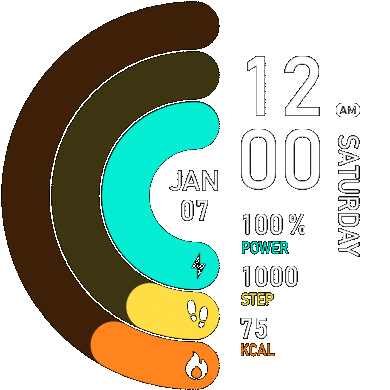 12
00
AM
SATURDAY
JAN
07
100%
POWER
1000
STEP
75
KCAL